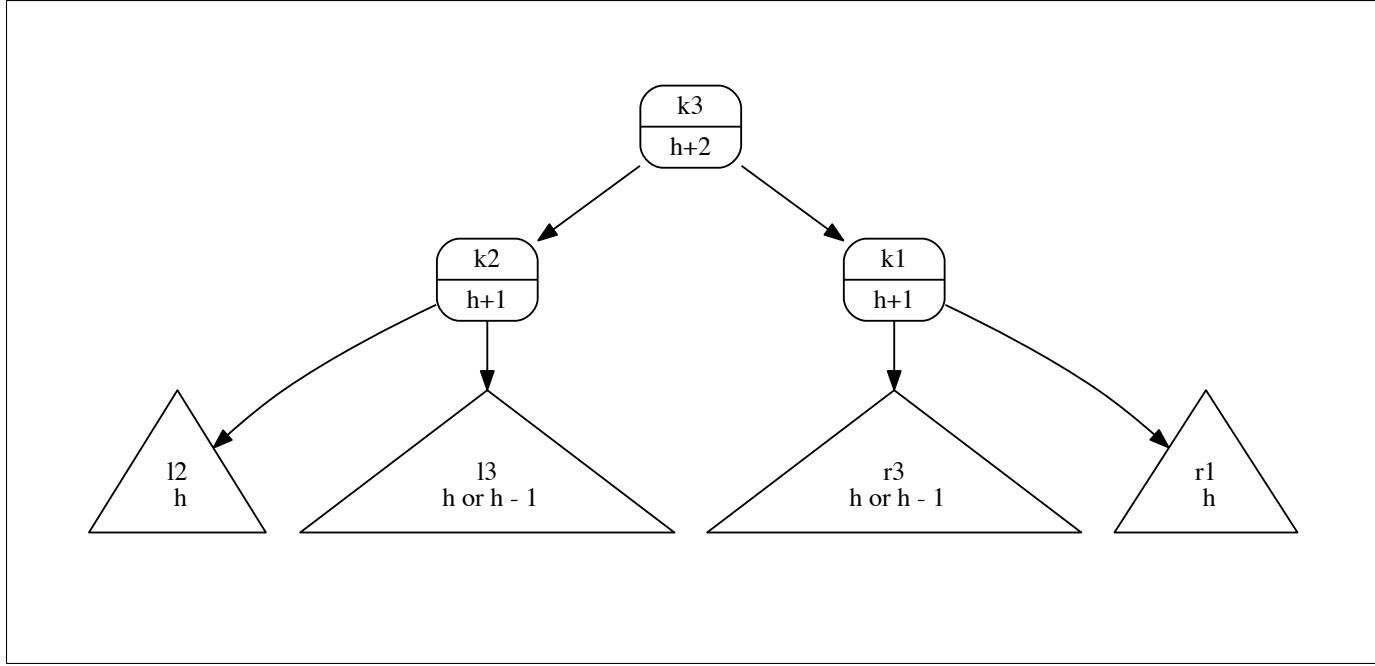 k3
h+2
k2
h+1
k1
h+1
l2
h
l3
h or h - 1
r3
h or h - 1
r1
h